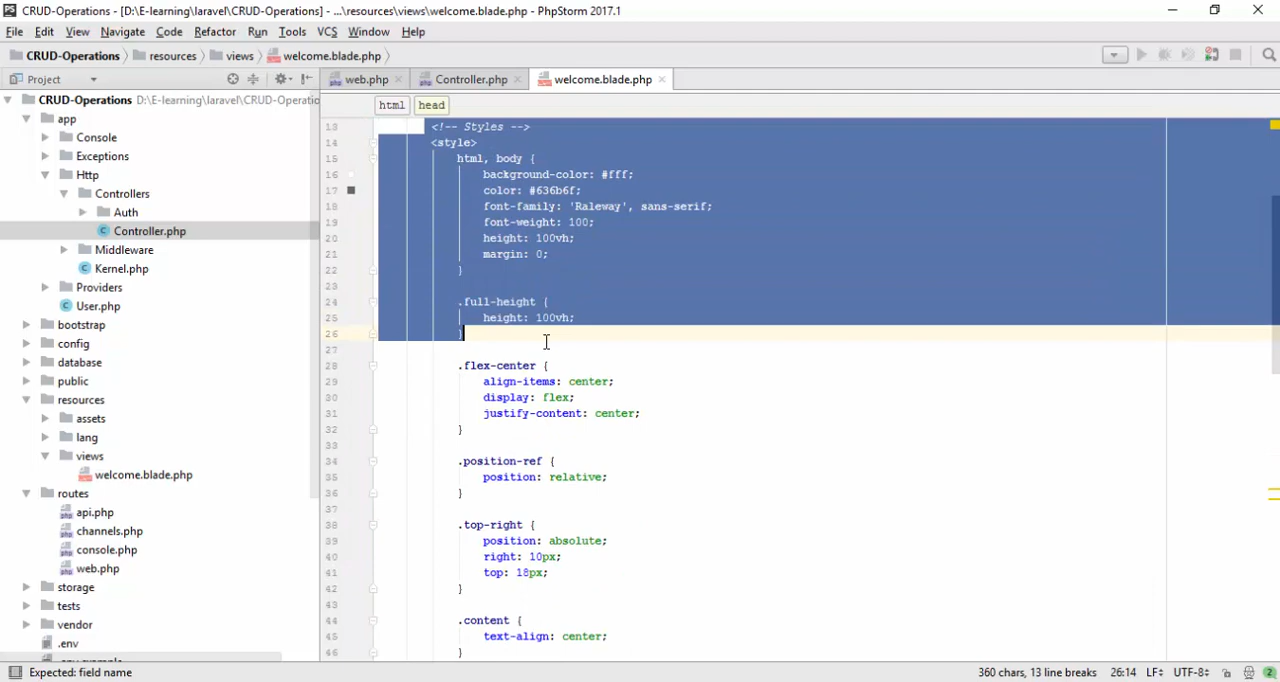 PS CRUD-Operations - [D:\E-learning\laravel\CRUD-Operations] - ...\resources\views\welcome.blade.php - PhpStorm 2017.1
File Edit View Navigate Code Refactor Run Tools VCS Window Help
CRUD-Operations resources views welcome.blade.php
Project
web.php Controller.php welcome.blade.php
CRUD-Operations D:\E-learning\laravel\CRUD-Operatio
app
Console
Exceptions
Http
Controllers
Auth
Controller.php
Middleware
Kernel.php
Providers
User.php
bootstrap
config
database
public
resources
assets
lang
views
welcome.blade.php
routes
api.php
channels.php
console.php
web.php
storage
tests
vendor
.env
html head
13 <!-- Styles -->
14 <style>
15 html, body {
16 background-color: #fff;
17 color: #636b6f;
18 font-family: 'Raleway', sans-serif;
19 font-weight: 100;
20 height: 100vh;
21 margin: 0;
22 }
23
24 .full-height {
25 height: 100vh;
26 }
27
28 .flex-center {
29 align-items: center;
30 display: flex;
31 justify-content: center;
32 }
33
34 .position-ref {
35 position: relative;
36 }
37
38 .top-right {
39 position: absolute;
40 right: 10px;
41 top: 18px;
42 }
43
44 .content {
45 text-align: center;
46 }
Expected: field name 360 chars, 13 line breaks 26:14 LF÷ UTF-8÷ 2